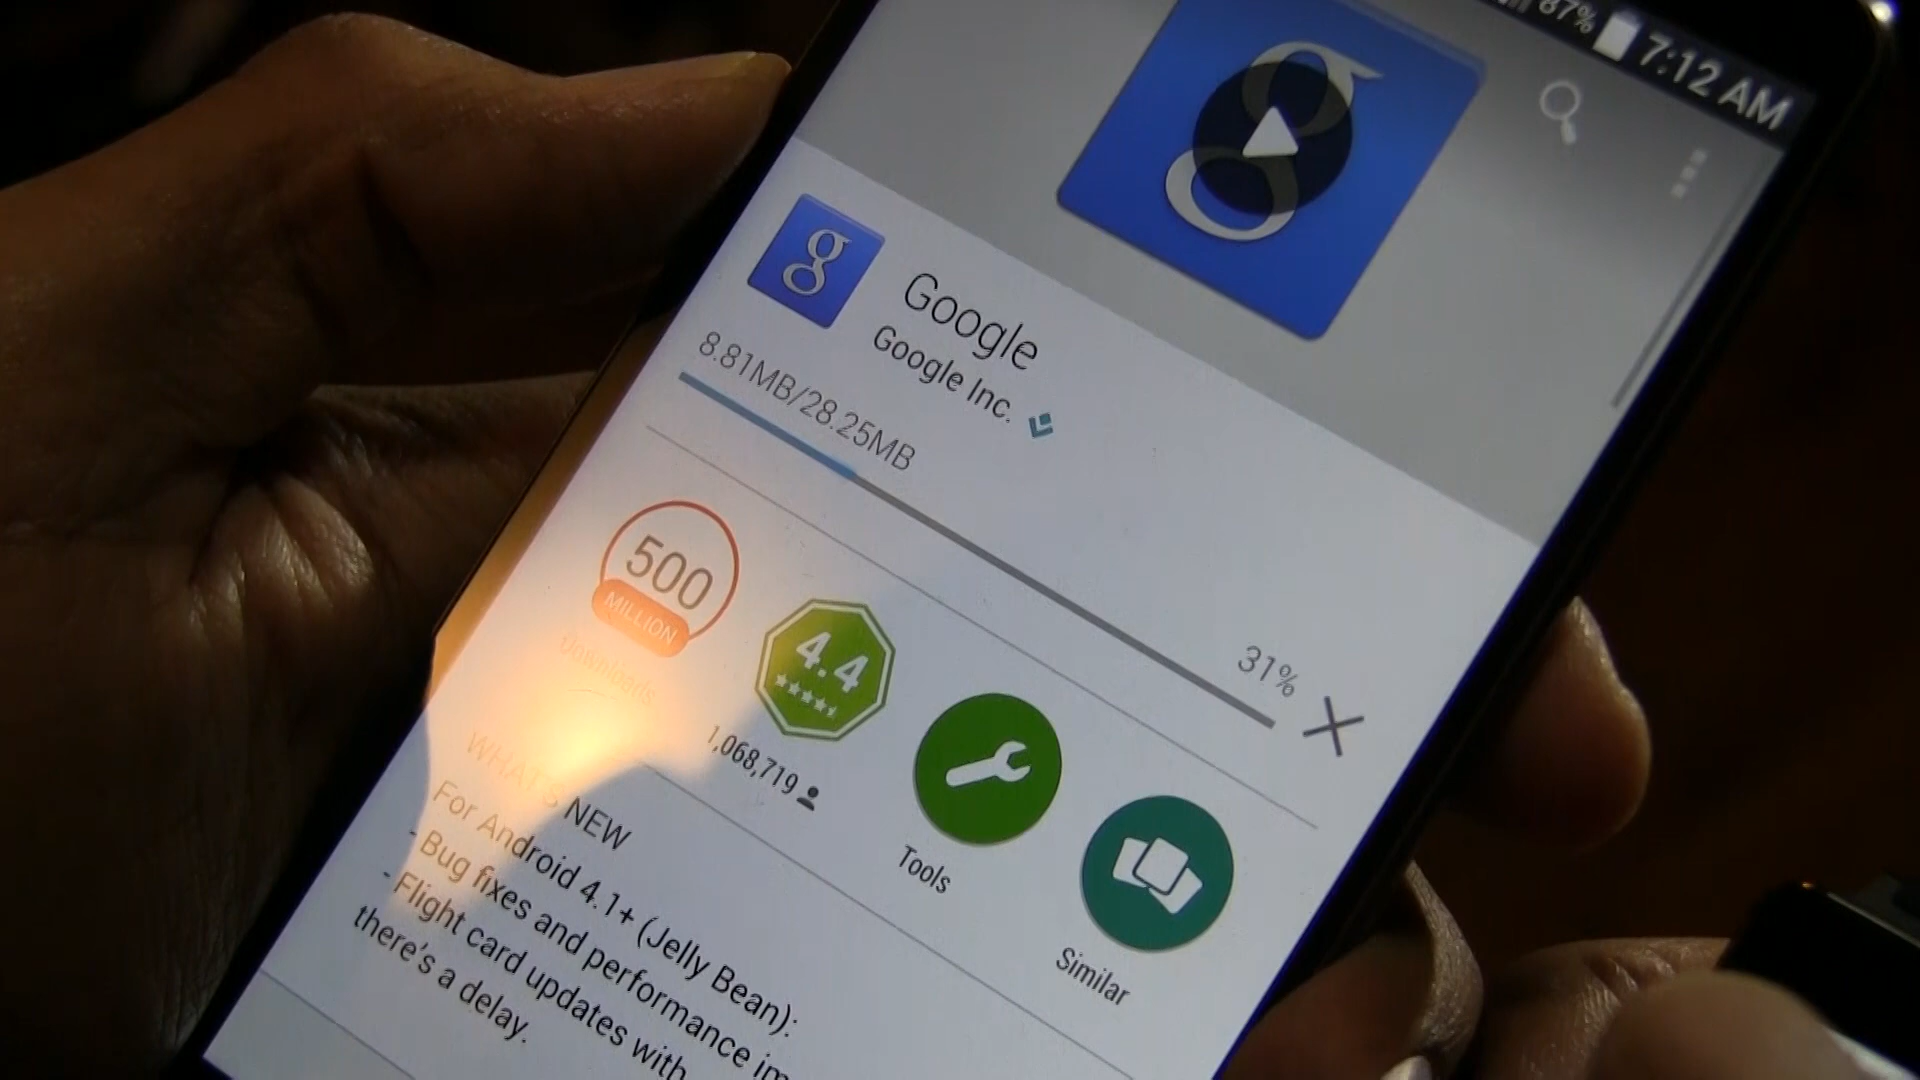 87% 7:12 AM
g
g
Google
Google Inc.
8.81MB/28.25MB
31%
500
MILLION
Downloads
4.4
1,068,719
Tools
Similar
WHAT'S NEW
For Android 4.1+ (Jelly Bean):
- Bug fixes and performance im
- Flight card updates with
there's a delay.